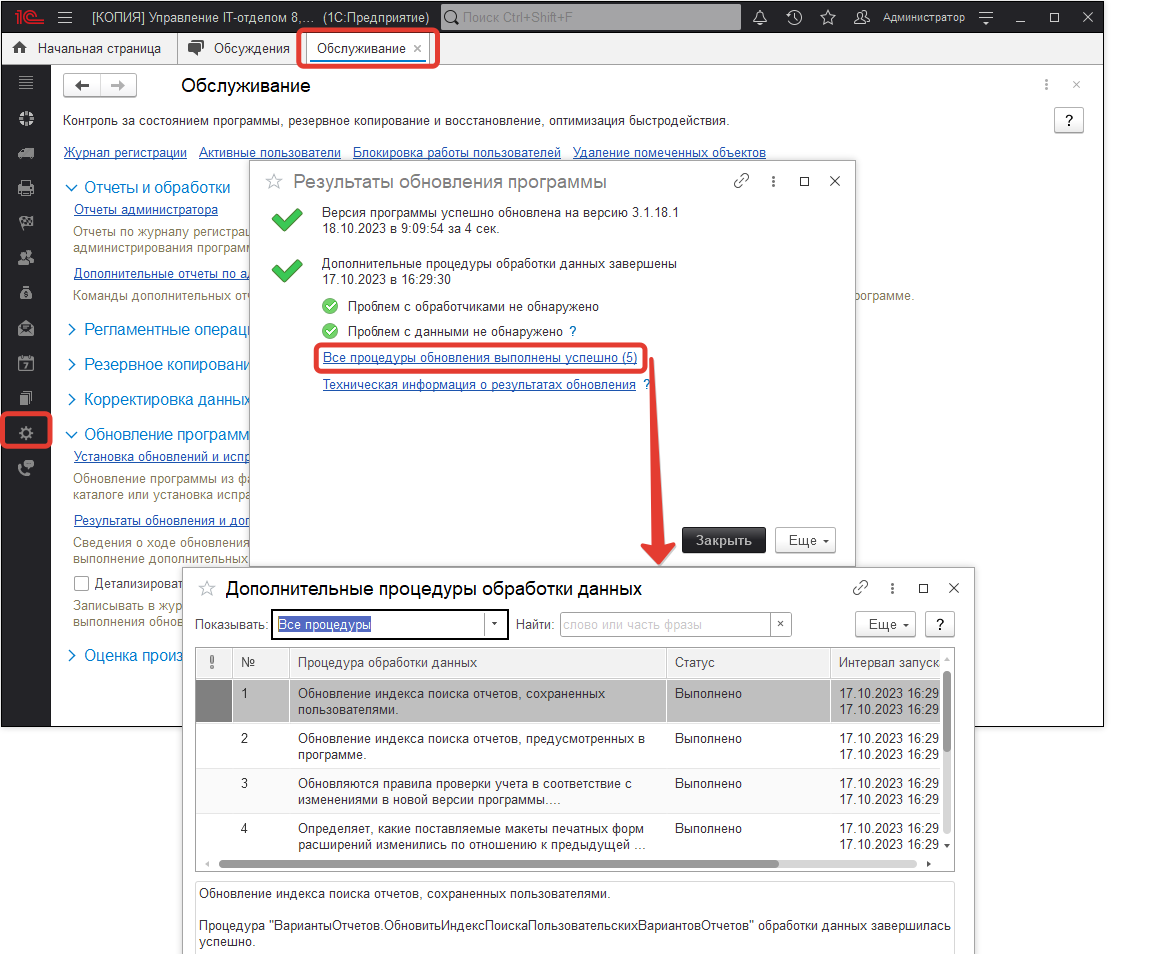 1С [КОПИЯ] Управление IT-отделом 8,... (1С:Предприятие) Поиск Ctrl+Shift+F Администратор
Начальная страница Обсуждения Обслуживание
Обслуживание
Контроль за состоянием программы, резервное копирование и восстановление, оптимизация быстродействия.
?
Журнал регистрации Активные пользователи Блокировка работы пользователей Удаление помеченных объектов
Отчеты и обработки
Отчеты администратора
Отчеты по журналу регистрац
администрирования програм
Дополнительные отчеты по ад
Команды дополнительных отч
рограмме.
Регламентные операц
Резервное копировани
Корректировка данных
Обновление программ
Установка обновлений и испр
Обновление программы из фа
каталоге или установка испра
Результаты обновления и доп
Сведения о ходе обновления
выполнение дополнительных
Детализироват
Записывать в жур
выполнения обнов
Оценка произ
7
Результаты обновления программы
Версия программы успешно обновлена на версию 3.1.18.1
18.10.2023 в 9:09:54 за 4 сек.
Дополнительные процедуры обработки данных завершены
17.10.2023 в 16:29:30
Проблем с обработчиками не обнаружено
Проблем с данными не обнаружено ?
Все процедуры обновления выполнены успешно (5)
Техническая информация о результатах обновления ?
Закрыть Еще
Дополнительные процедуры обработки данных
Показывать: Все процедуры Найти: слово или часть фразы × Еще ?
№ Процедура обработки данных Статус Интервал запуск
1 Обновление индекса поиска отчетов, сохраненных Выполнено 17.10.2023 16:29
пользователями. 17.10.2023 16:29
2 Обновление индекса поиска отчетов, предусмотренных в Выполнено 17.10.2023 16:29
программе. 17.10.2023 16:29
3 Обновляются правила проверки учета в соответствие с Выполнено 17.10.2023 16:29
изменениями в новой версии программы.... 17.10.2023 16:29
4 Определяет, какие поставляемые макеты печатных форм Выполнено 17.10.2023 16:29
расширений изменились по отношению к предыдущей ... 17.10.2023 16:29
Обновление индекса поиска отчетов, сохраненных пользователями.
Процедура "ВариантыОтчетов.ОбновитьИндексПоискаПользовательскихВариантовОтчетов" обработки данных завершилась
успешно.